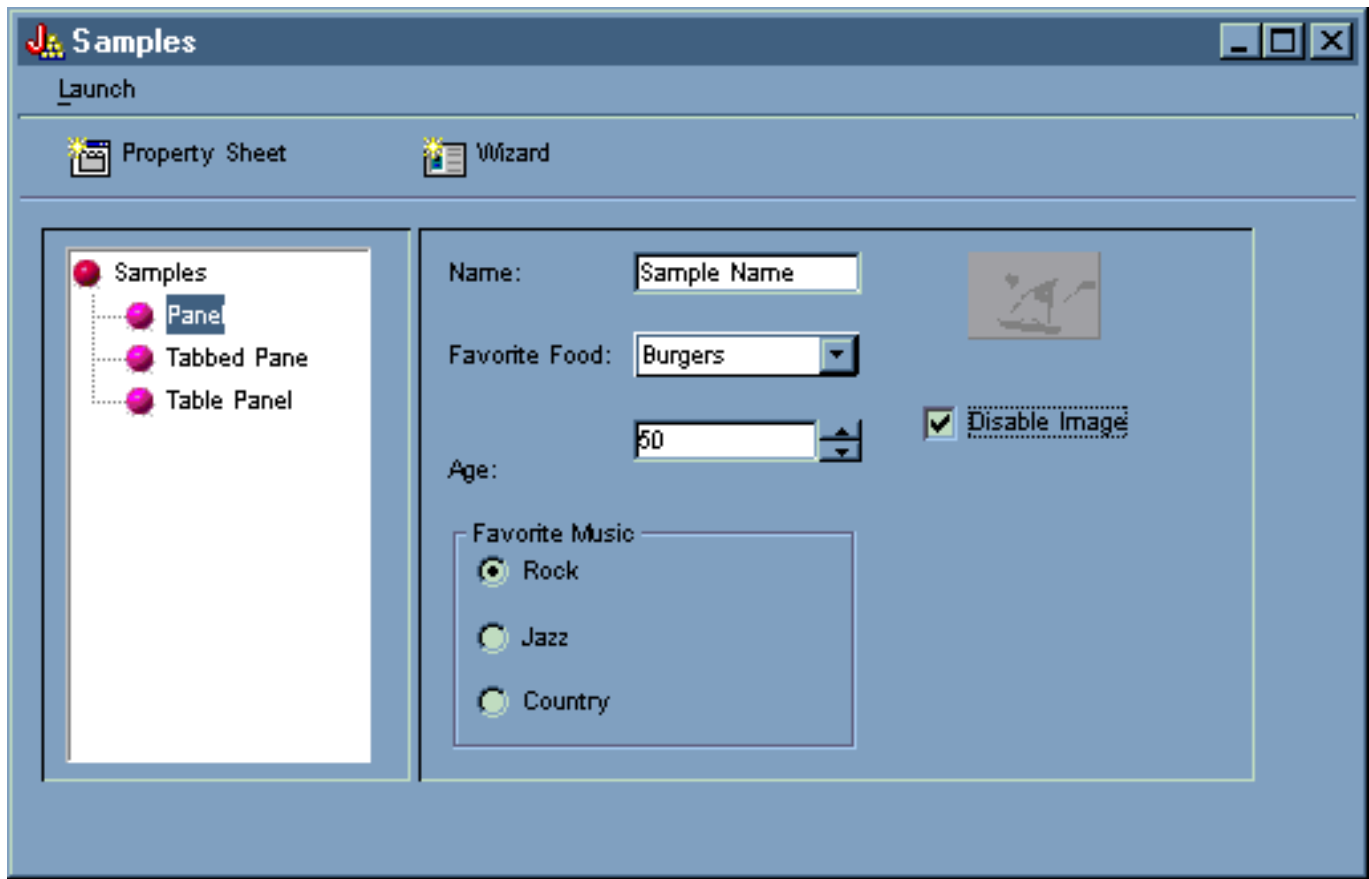 Samples
Launch
Property Sheet
Wizard
Samples
Panel
Tabbed Pane
Table Panel
Name:
Sample Name
Favorite Food:
Burgers
Age:
50
Disable Image
Favorite Music
Rock
Jazz
Country